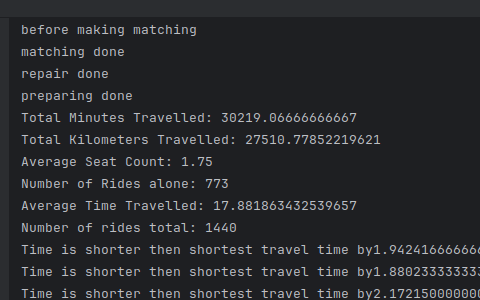 before making matching
matching done
repair done
preparing done
Total Minutes Travelled: 30219.06666666667
Total Kilometers Travelled: 27510.77852219621
Average Seat Count: 1.75
Number of Rides alone: 773
Average Time Travelled: 17.881863432539657
Number of rides total: 1440
Time is shorter then shortest travel time by1.942416666666
Time is shorter then shortest travel time by1.880233333333
Time is shorter then shortest travel time by2.172150000000